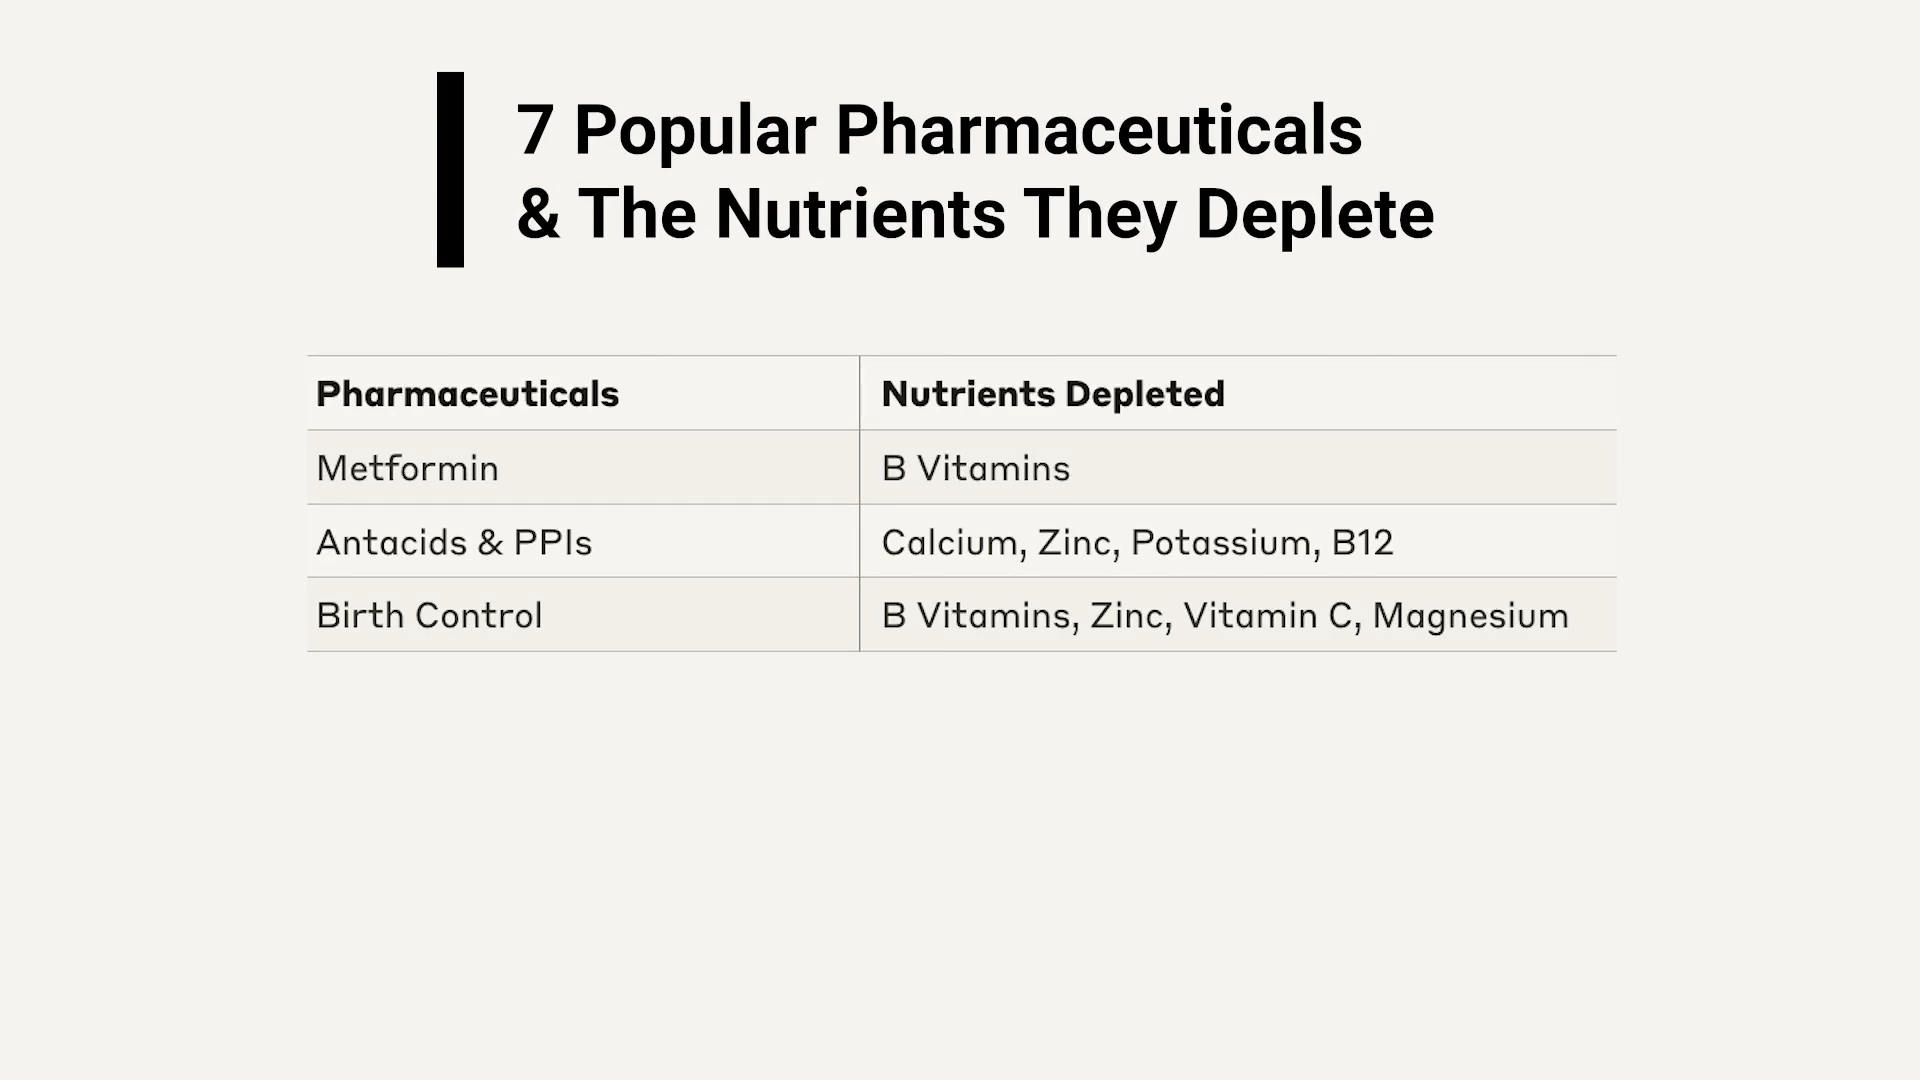 7 Popular Pharmaceuticals
& The Nutrients They Deplete
Pharmaceuticals Nutrients Depleted
Metformin B Vitamins
Antacids & PPIs Calcium, Zinc, Potassium, B12
Birth Control B Vitamins, Zinc, Vitamin C, Magnesium